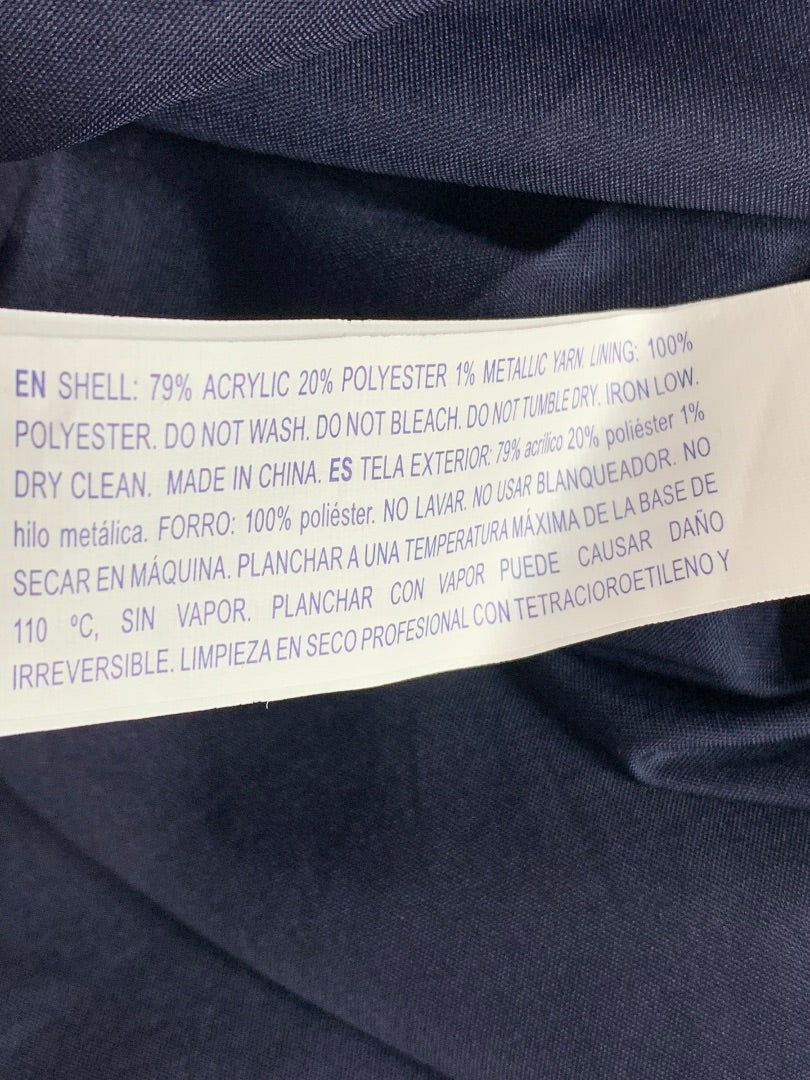 EN SHELL: 79% ACRYLIC 20% POLYESTER 1% METALLIC YARN. LINING: 100%
POLYESTER. DO NOT WASH. DO NOT BLEACH. DO NOT TUMBLE DRY. IRON LOW.
DRY CLEAN. MADE IN CHINA. ES TELA EXTERIOR: 79% acrílico 20% poliéster 1%
hilo metálica. FORRO: 100% poliéster. NO LAVAR. NO USAR BLANQUEADOR. NO
SECAR EN MÁQUINA. PLANCHAR A UNA TEMPERATURA MÁXIMA DE LA BASE DE
110 ºC, SIN VAPOR. PLANCHAR CON VAPOR PUEDE CAUSAR DAÑO
IRREVERSIBLE. LIMPIEZA EN SECO PROFESIONAL CON TETRACIOROETILENO Y